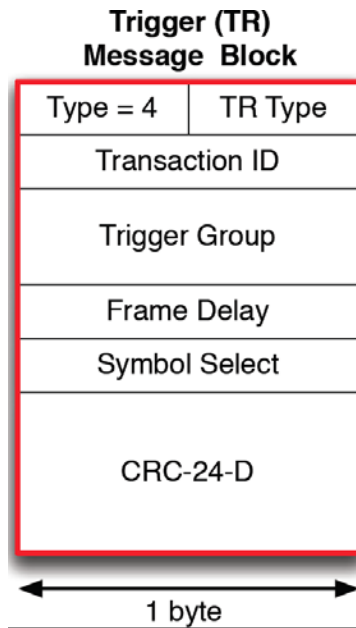 Trigger (TR)
Message Block
Type = 4 TR Type
Transaction ID
Trigger Group
Frame Delay
Symbol Select
CRC-24-D
1 byte